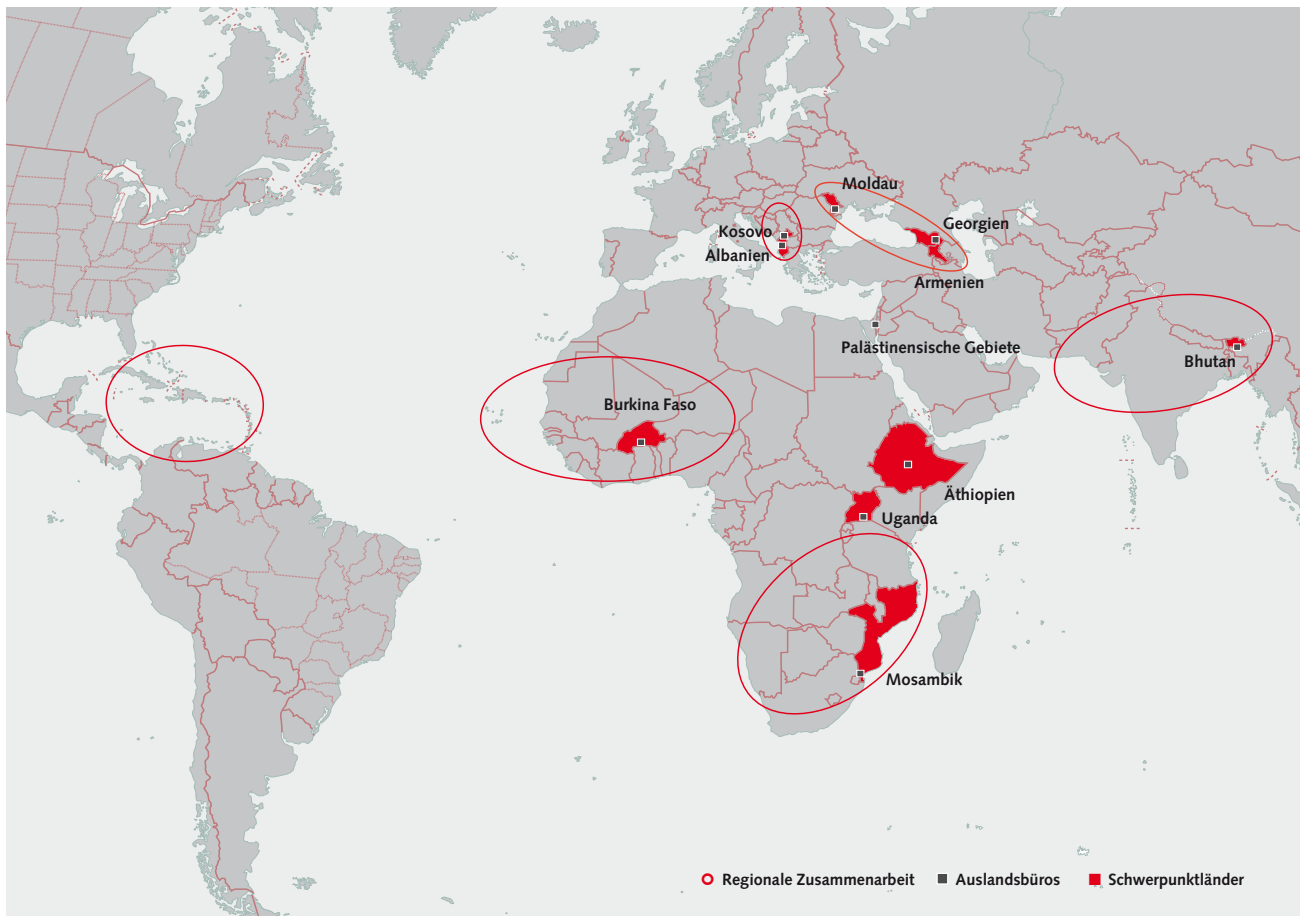 Moldau
Kosovo
Georgien
Albanien
Armenien
Palästinensische Gebiete
Bhutan
Burkina Faso
Äthiopien
Uganda
Mosambik
Regionale Zusammenarbeit
Auslandsbüros
Schwerpunktländer